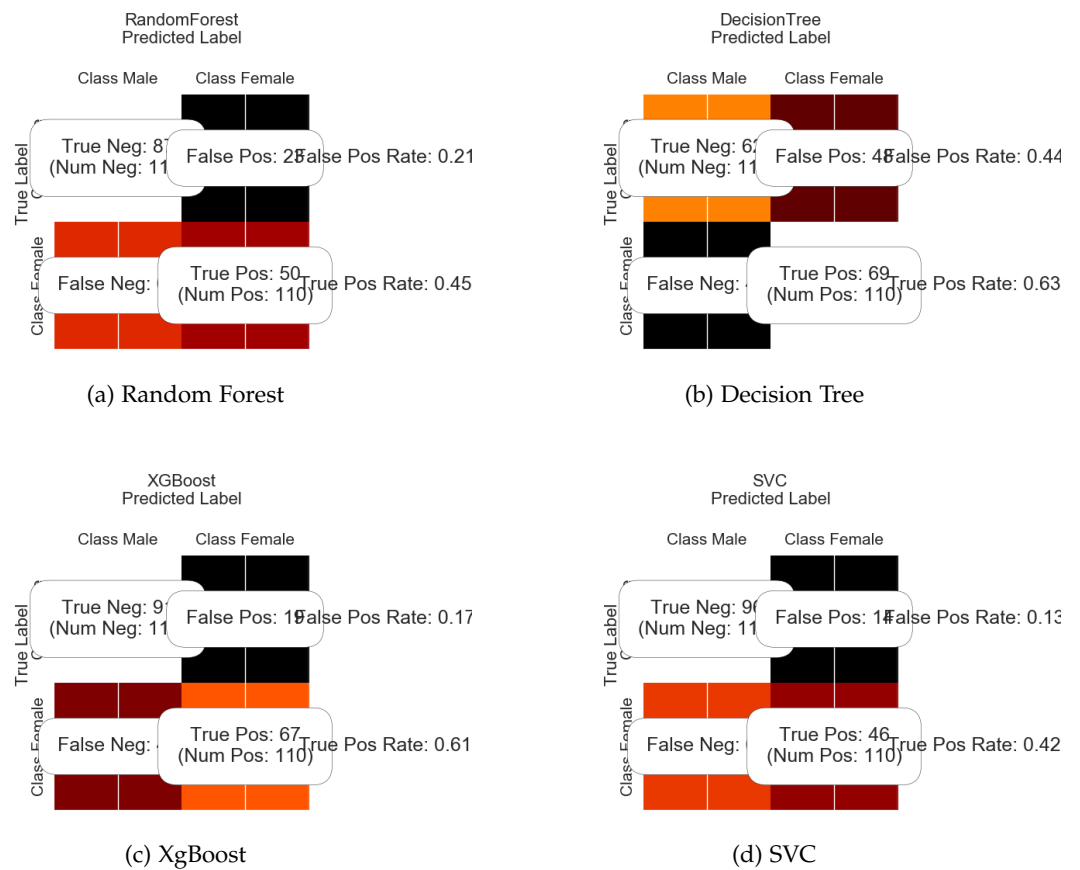 RandomForest
Predicted Label
Class Male Class Female
True Label
True Neg: 87
(Num Neg: 11
False Pos: 23
False Pos Rate: 0.21
Class Female
False Neg:
True Pos: 50
(Num Pos: 110)
True Pos Rate: 0.45
(a) Random Forest
DecisionTree
Predicted Label
Class Male Class Female
True Label
True Neg: 62
(Num Neg: 11
False Pos: 48
False Pos Rate: 0.44
Class Female
False Neg: 4
True Pos: 69
(Num Pos: 110)
True Pos Rate: 0.63
(b) Decision Tree
XGBoost
Predicted Label
Class Male Class Female
True Label
True Neg: 91
(Num Neg: 11
False Pos: 19
False Pos Rate: 0.17
Class Female
False Neg: 4
True Pos: 67
(Num Pos: 110)
True Pos Rate: 0.61
(c) XgBoost
SVC
Predicted Label
Class Male Class Female
True Label
True Neg: 96
(Num Neg: 11
False Pos: 14
False Pos Rate: 0.13
Class Female
False Neg:
True Pos: 46
(Num Pos: 110)
True Pos Rate: 0.42
(d) SVC